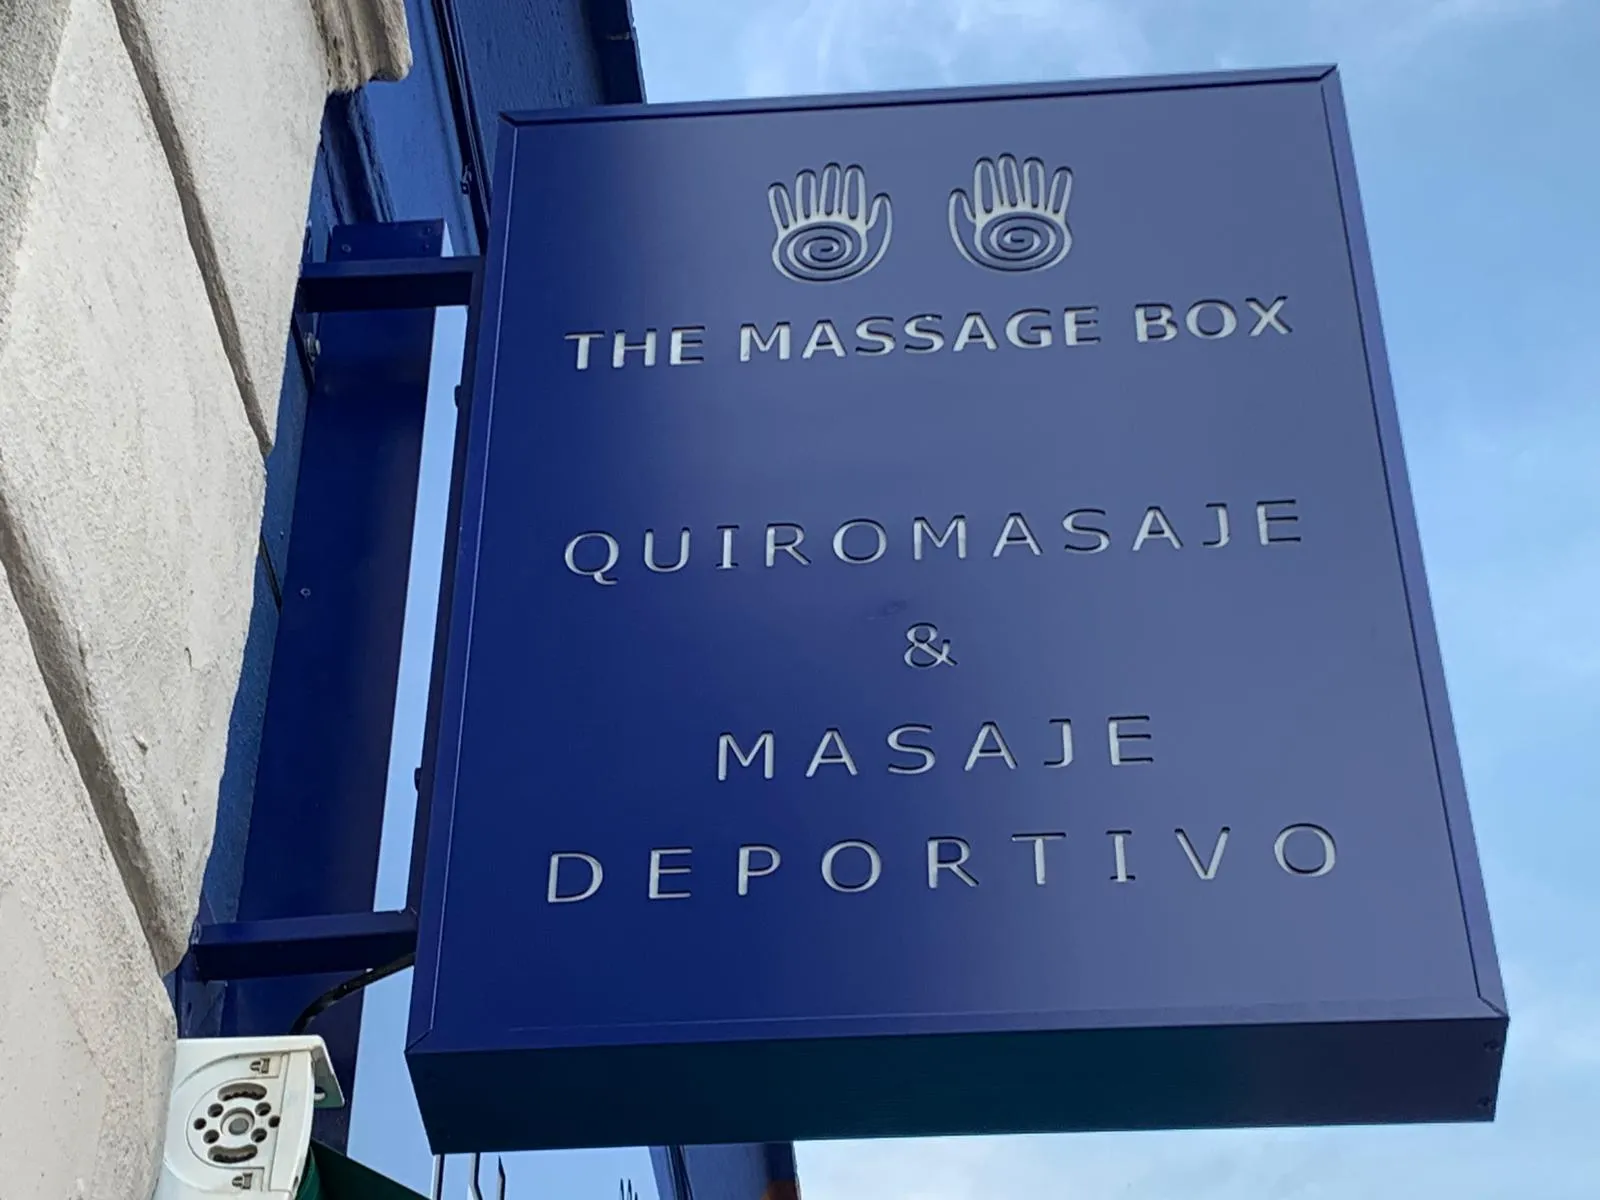 THE MASSAGE BOX
QUIROMASAJE
&
MASAJE
DEPORTIVO